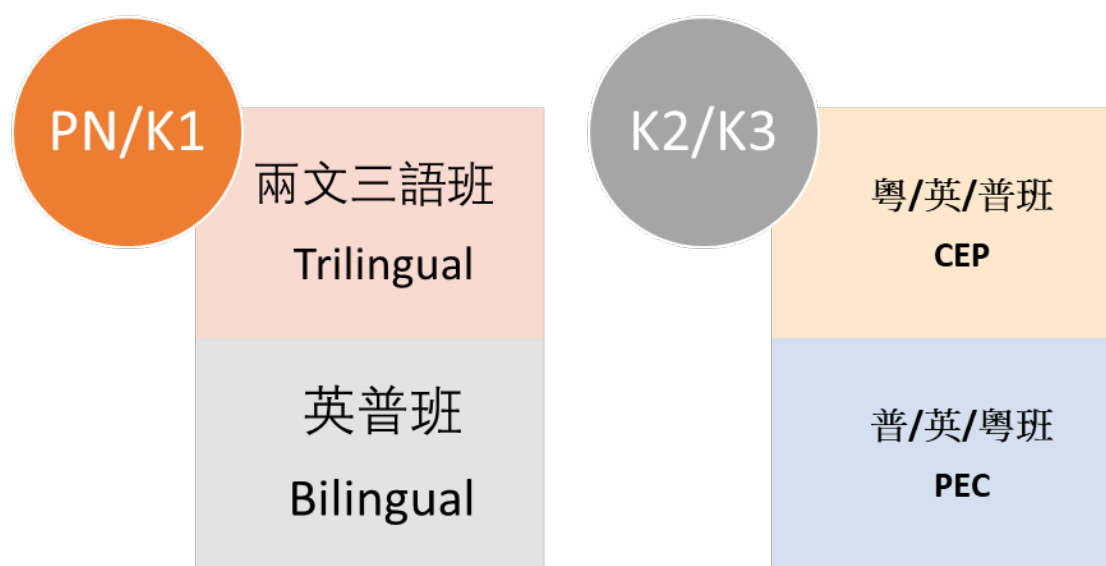 PN/K1
兩文三語班
Trilingual
英普班
Bilingual
K2/K3
粵/英/普班
CEP
普/英/粵班
PEC